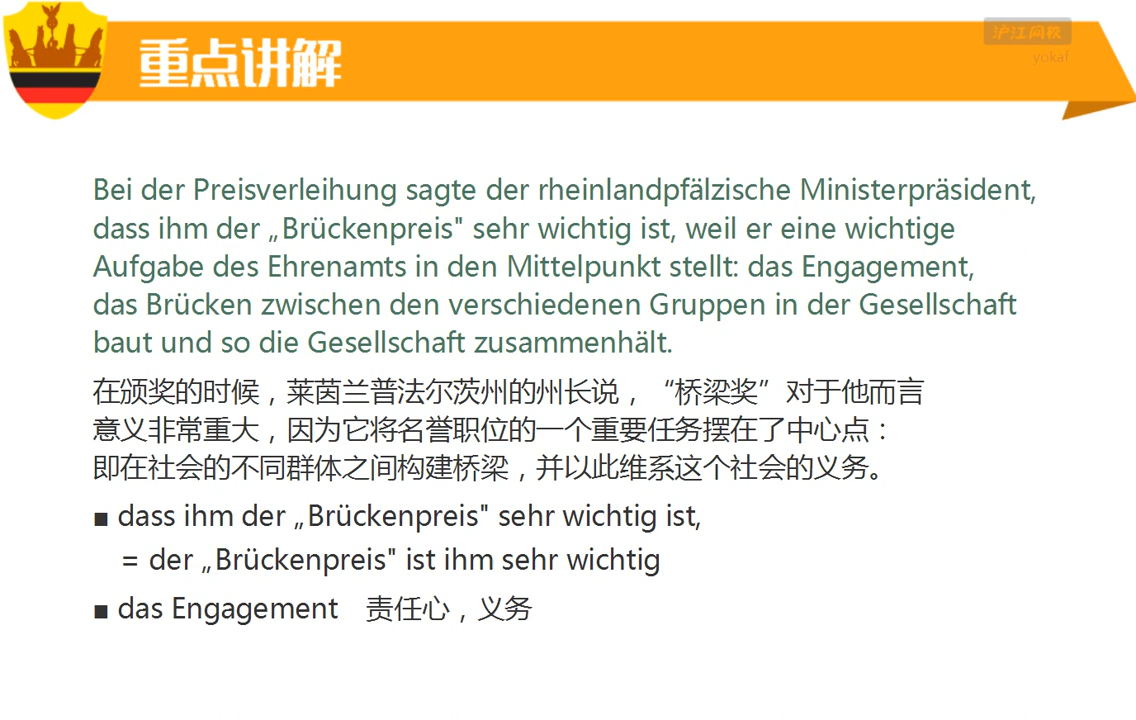 重点讲解
沪江网校
yokaf
Bei der Preisverleihung sagte der rheinlandpfälzische Ministerpräsident,
dass ihm der „Brückenpreis" sehr wichtig ist, weil er eine wichtige
Aufgabe des Ehrenamts in den Mittelpunkt stellt: das Engagement,
das Brücken zwischen den verschiedenen Gruppen in der Gesellschaft
baut und so die Gesellschaft zusammenhält.
在颁奖的时候，莱茵兰普法尔茨州的州长说，“桥梁奖”对于他而言
意义非常重大，因为它将名誉职位的一个重要任务摆在了中心点：
即在社会的不同群体之间构建桥梁，并以此维系这个社会的义务。
■ dass ihm der „Brückenpreis" sehr wichtig ist,
= der „Brückenpreis" ist ihm sehr wichtig
■ das Engagement 责任心，义务